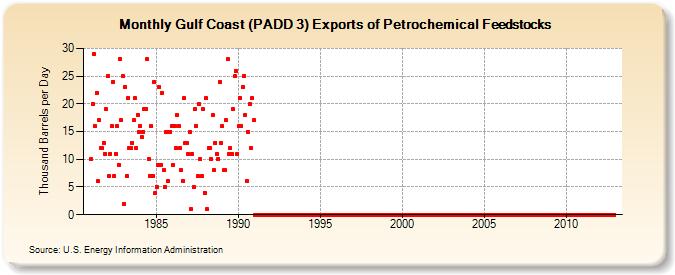 Monthly Gulf Coast (PADD 3) Exports of Petrochemical Feedstocks
Thousand Barrels per Day
30
25
20
15
10
5
0
1985 1990 1995 2000 2005 2010
Source: U.S. Energy Information Administration